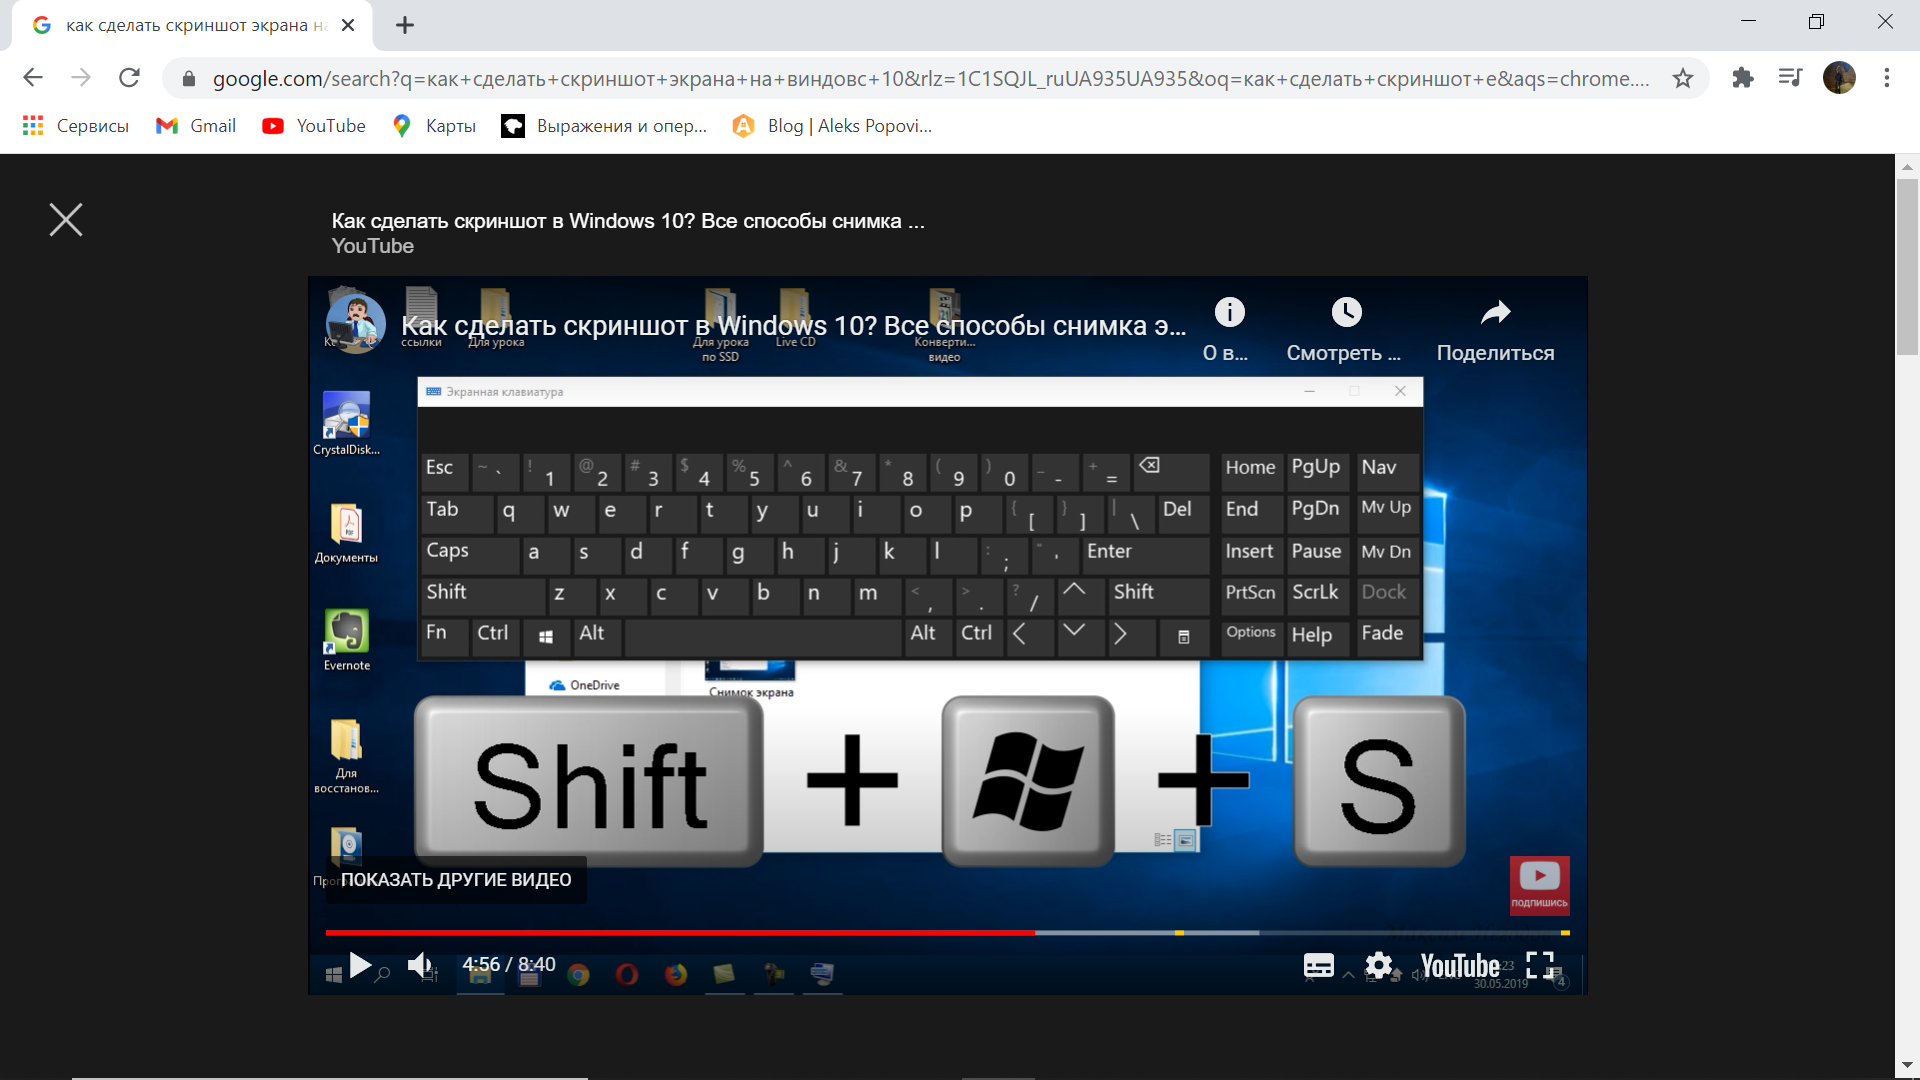 как сделать скриншот экрана на
google.com/search?q=как+сделать+скриншот+экрана+на+виндовс+10&rlz=1C1SQJL_ruUA935UA935&oq=как+сделать+скриншот+е&aqs=chrome....
Сервисы Gmail YouTube Карты Выражения и опер... Blog | Aleks Popovi...
Как сделать скриншот в Windows 10? Все способы снимка ...
YouTube
Как сделать скриншот в Windows 10? Все способы снимка э...
О в... Смотреть ... Поделиться
ссылки Для урока Для урока по SSD Live CD Конверти... видео
Экранная клавиатура
CrystalDisk...
Esc ~ ` ! 1 @ 2 # 3 $ 4 % 5 ^ 6 & 7 * 8 ( 9 ) 0 _ - + = Home PgUp Nav
Tab q w e r t y u i o p { [ } ] | \ Del End PgDn Mv Up
Caps a s d f g h j k l : ; " ' Enter Insert Pause Mv Dn
Shift z x c v b n m < , > . ? / Shift PrtScn ScrLk Dock
Fn Ctrl Alt Alt Ctrl Options Help Fade
Документы
Evernote
OneDrive
Снимок экрана
Для
восстанов...
Shift + + S
ПОКАЗАТЬ ДРУГИЕ ВИДЕО
подпишись
4:56 / 8:40
YouTube
30.05.2019
4